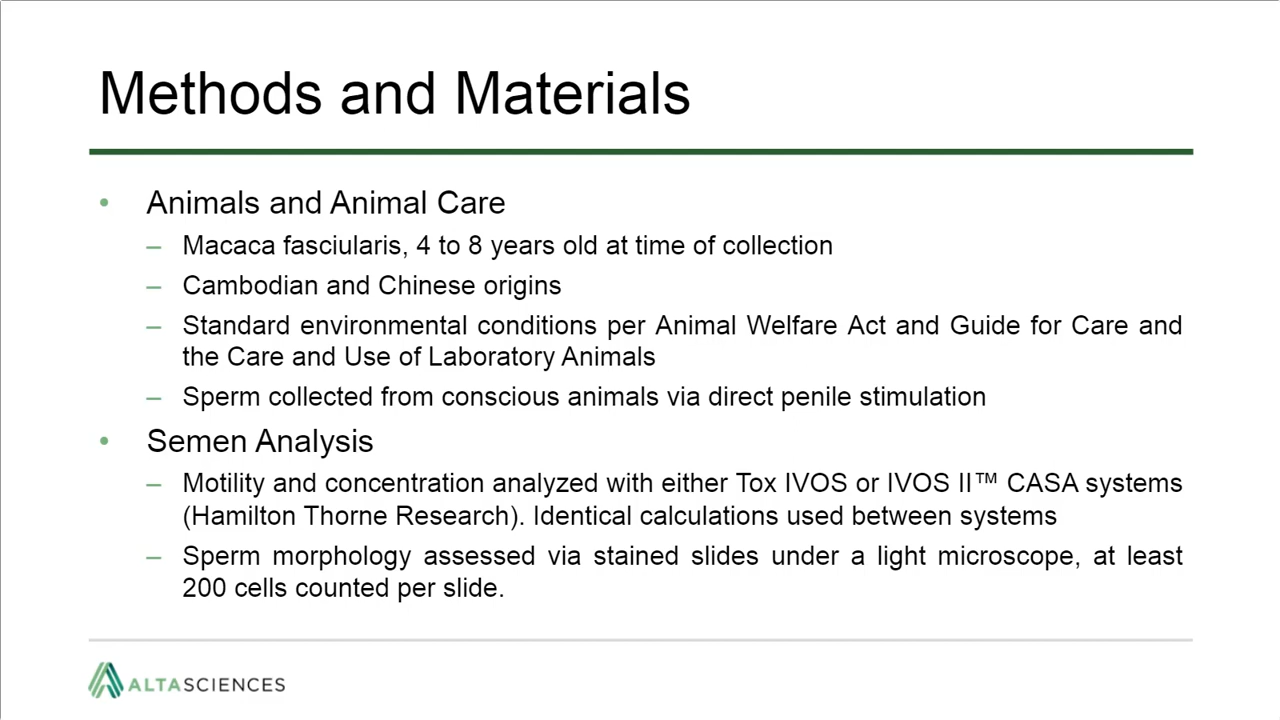 Methods and Materials
• Animals and Animal Care
– Macaca fasciularis, 4 to 8 years old at time of collection
– Cambodian and Chinese origins
– Standard environmental conditions per Animal Welfare Act and Guide for Care and
the Care and Use of Laboratory Animals
– Sperm collected from conscious animals via direct penile stimulation
• Semen Analysis
– Motility and concentration analyzed with either Tox IVOS or IVOS II™ CASA systems
(Hamilton Thorne Research). Identical calculations used between systems
– Sperm morphology assessed via stained slides under a light microscope, at least
200 cells counted per slide.
ALTASCIENCES